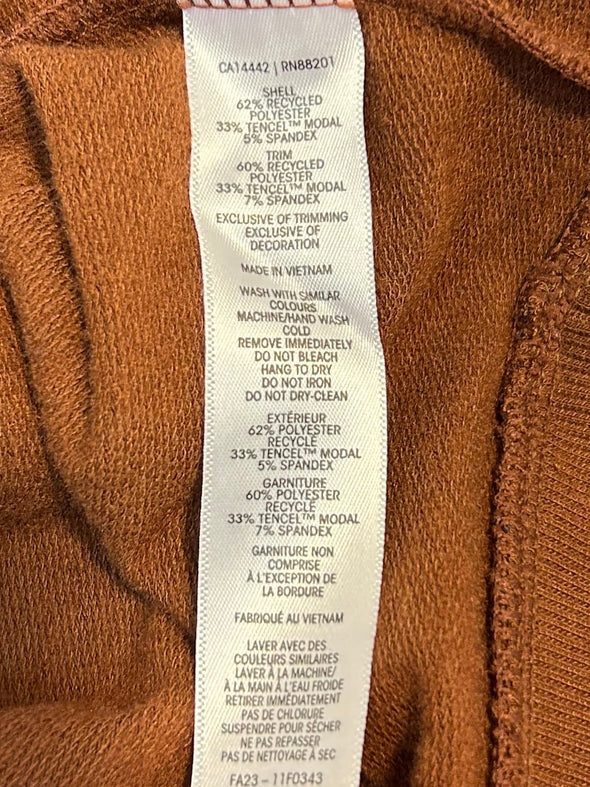 CA14442 | RN88201
SHELL
62% RECYCLED
POLYESTER
33% TENCEL™ MODAL
5% SPANDEX
TRIM
60% RECYCLED
POLYESTER
33% TENCEL™ MODAL
7% SPANDEX
EXCLUSIVE OF TRIMMING
EXCLUSIVE OF
DECORATION
MADE IN VIETNAM
WASH WITH SIMILAR
COLOURS
MACHINE/HAND WASH
COLD
REMOVE IMMEDIATELY
DO NOT BLEACH
HANG TO DRY
DO NOT IRON
DO NOT DRY-CLEAN
EXTÉRIEUR
62% POLYESTER
RECYCLÉ
33% TENCEL™ MODAL
5% SPANDEX
GARNITURE
60% POLYESTER
RECYCLÉ
33% TENCEL™ MODAL
7% SPANDEX
GARNITURE NON
COMPRISE
À L'EXCEPTION DE
LA BORDURE
FABRIQUÉ AU VIETNAM
LAVER AVEC DES
COULEURS SIMILAIRES
LAVER À LA MACHINE/
À LA MAIN À L'EAU FROIDE
RETIRER IMMÉDIATEMENT
PAS DE CHLORURE
SUSPENDRE POUR SÉCHER
NE PAS REPASSER
PAS DE NETTOYAGE À SEC
FA23-11F0343